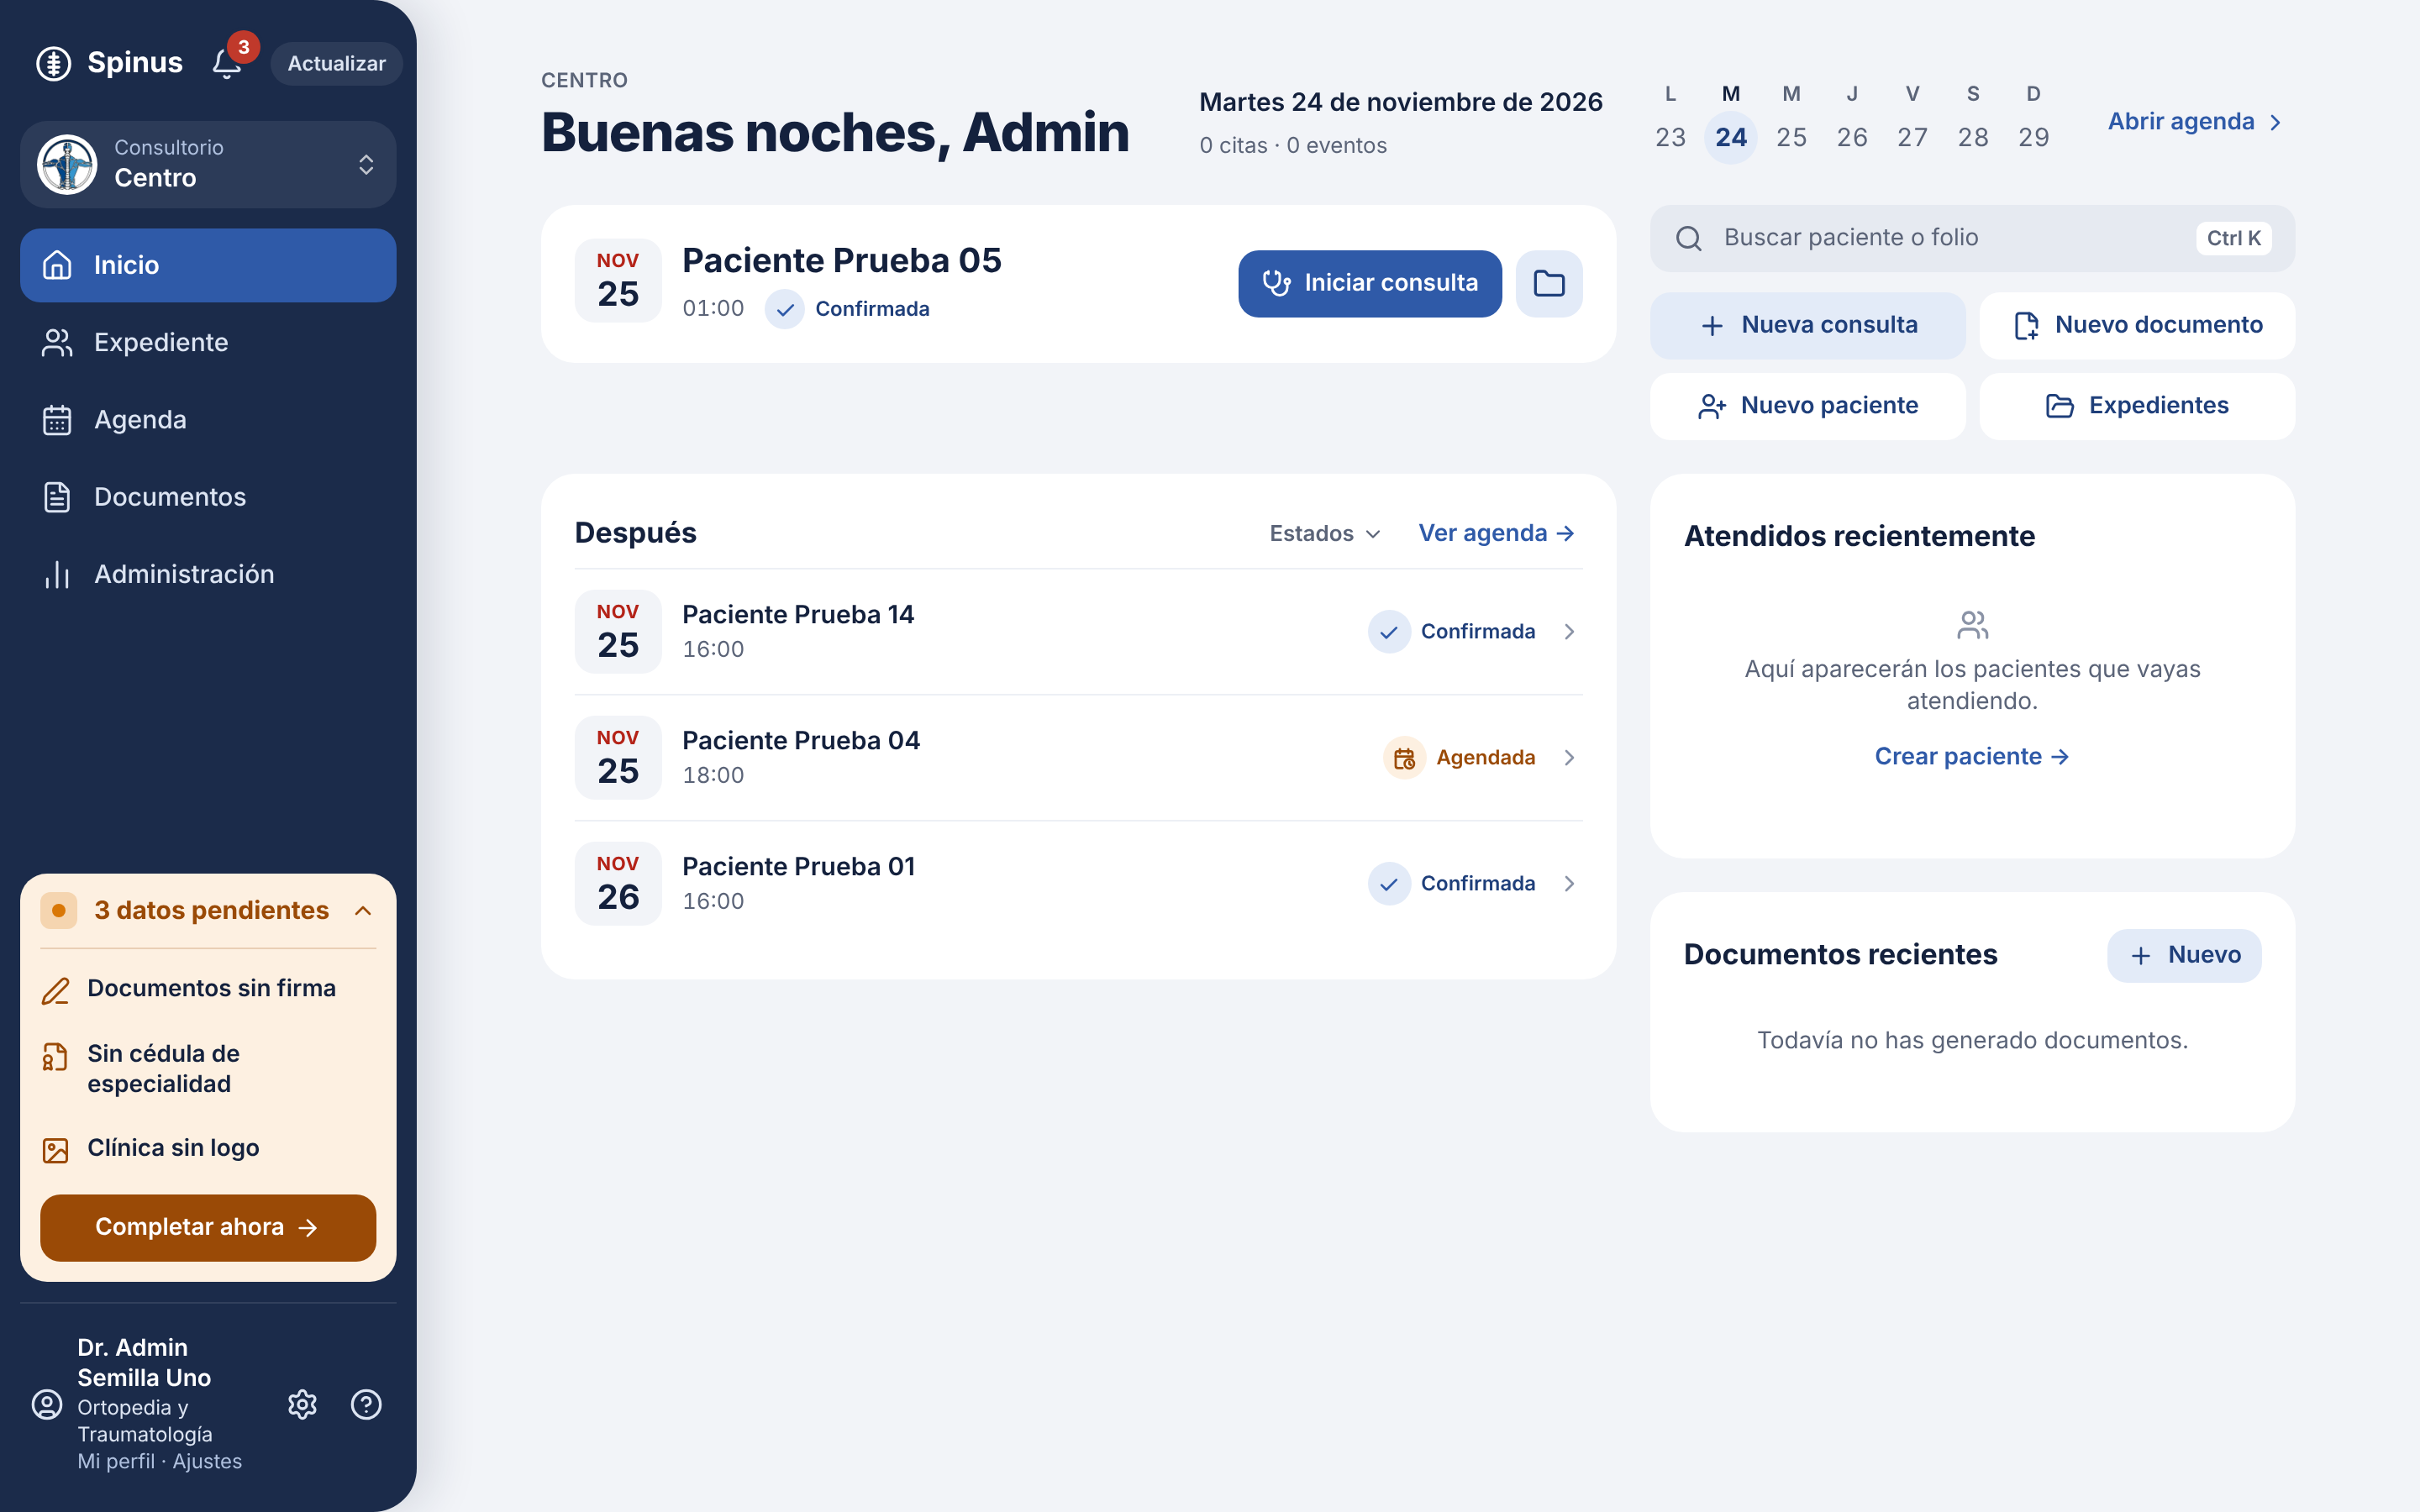 Spinus
3
Actualizar
Consultorio
Centro
Inicio
Expediente
Agenda
Documentos
Administración
3 datos pendientes
Documentos sin firma
Sin cédula de
especialidad
Clínica sin logo
Completar ahora
Dr. Admin
Semilla Uno
Ortopedia y
Traumatología
Mi perfil · Ajustes
CENTRO
Buenas noches, Admin
Martes 24 de noviembre de 2026
0 citas · 0 eventos
L M M J V S D
23 24 25 26 27 28 29
Abrir agenda
NOV
25
Paciente Prueba 05
01:00
Confirmada
Iniciar consulta
Buscar paciente o folio
Ctrl K
Nueva consulta
Nuevo documento
Nuevo paciente
Expedientes
Después
Estados
Ver agenda
NOV
25
Paciente Prueba 14
16:00
Confirmada
NOV
25
Paciente Prueba 04
18:00
Agendada
NOV
26
Paciente Prueba 01
16:00
Confirmada
Atendidos recientemente
Aquí aparecerán los pacientes que vayas
atendiendo.
Crear paciente
Documentos recientes
Nuevo
Todavía no has generado documentos.